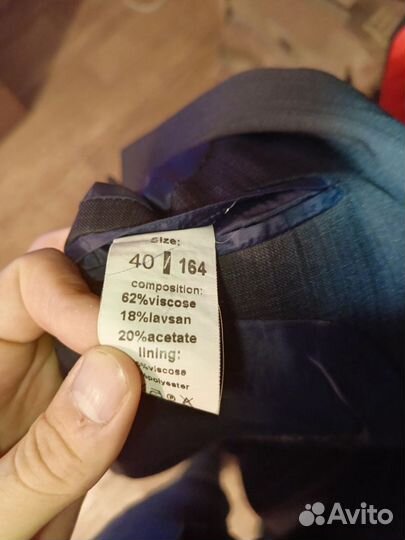 size:
40 / 164
composition:
62%viscose
18%lavsan
20%acetate
lining:
%viscose
polyester
Avito